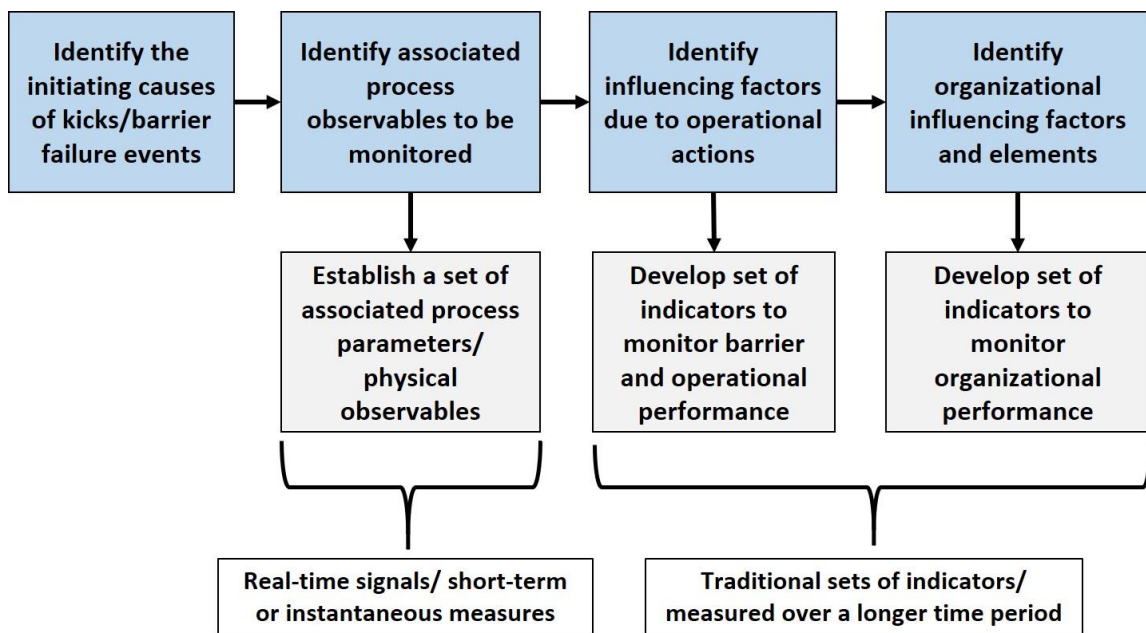 Identify the
initiating causes
of kicks/barrier
failure events
Identify associated
process
observables to be
monitored
Identify
influencing factors
due to operational
actions
Identify
organizational
influencing factors
and elements
Establish a set of
associated process
parameters/
physical
observables
Develop set of
indicators to
monitor barrier
and operational
performance
Develop set of
indicators to
monitor
organizational
performance
Real-time signals/ short-term
or instantaneous measures
Traditional sets of indicators/
measured over a longer time period